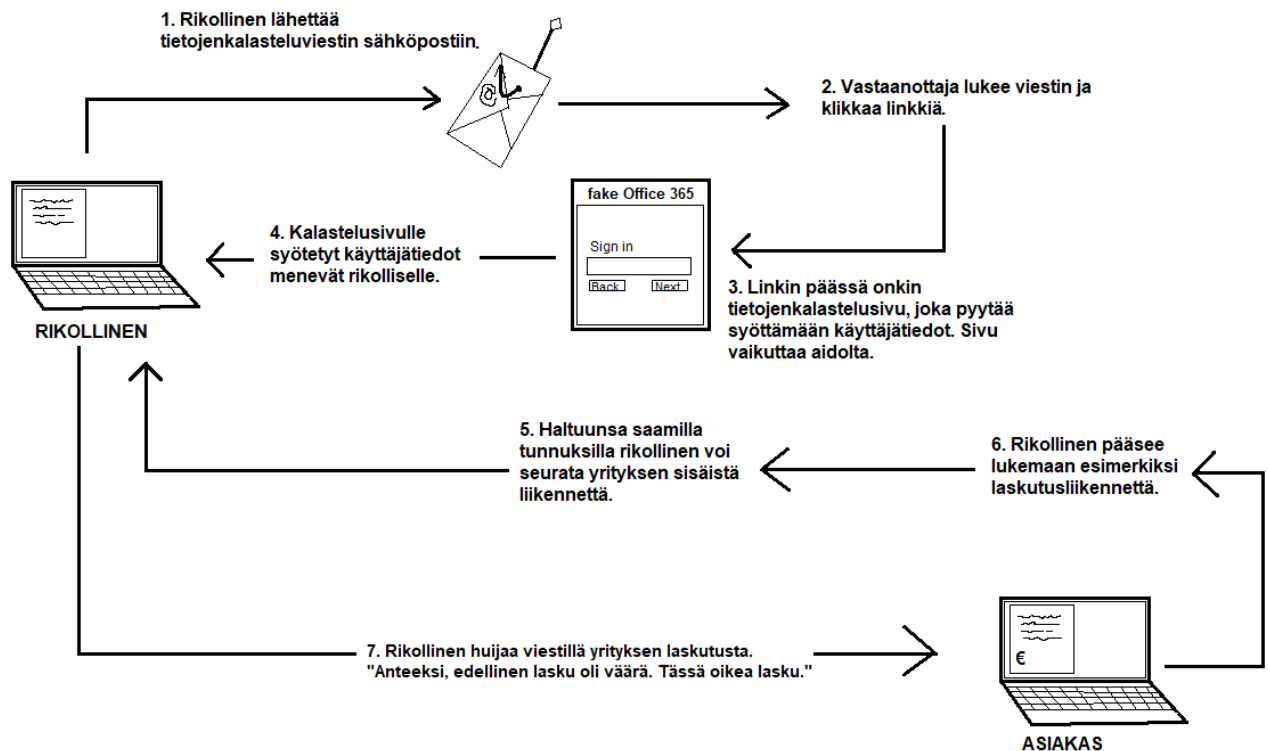 1. Rikollinen lähettää
tietojenkalasteluviestin sähköpostiin.
@
2. Vastaanottaja lukee viestin ja
klikkaa linkkiä.
fake Office 365
Sign in
Back
Next
3. Linkin päässä onkin
tietojenkalastelusivu, joka pyytää
syöttämään käyttäjätiedot. Sivu
vaikuttaa aidolta.
4. Kalastelusivulle
syötetyt käyttäjätiedot
menevät rikolliselle.
RIKOLLINEN
5. Haltuunsa saamilla
tunnuksilla rikollinen voi
seurata yrityksen sisäistä
liikennettä.
6. Rikollinen pääsee
lukemaan esimerkiksi
laskutusliikennettä.
7. Rikollinen huijaa viestillä yrityksen laskutusta.
"Anteeksi, edellinen lasku oli väärä. Tässä oikea lasku."
€
ASIAKAS